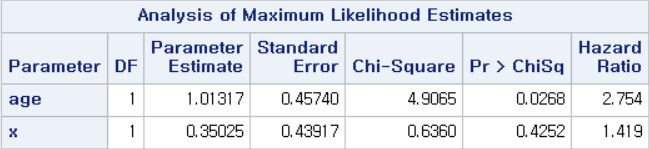 Analysis of Maximum Likelihood Estimates
Parameter DF Parameter Estimate Standard Error Chi-Square Pr > ChiSq Hazard Ratio
age 1 1.01317 0.45740 4.9065 0.0268 2.754
x 1 0.35025 0.43917 0.6360 0.4252 1.419